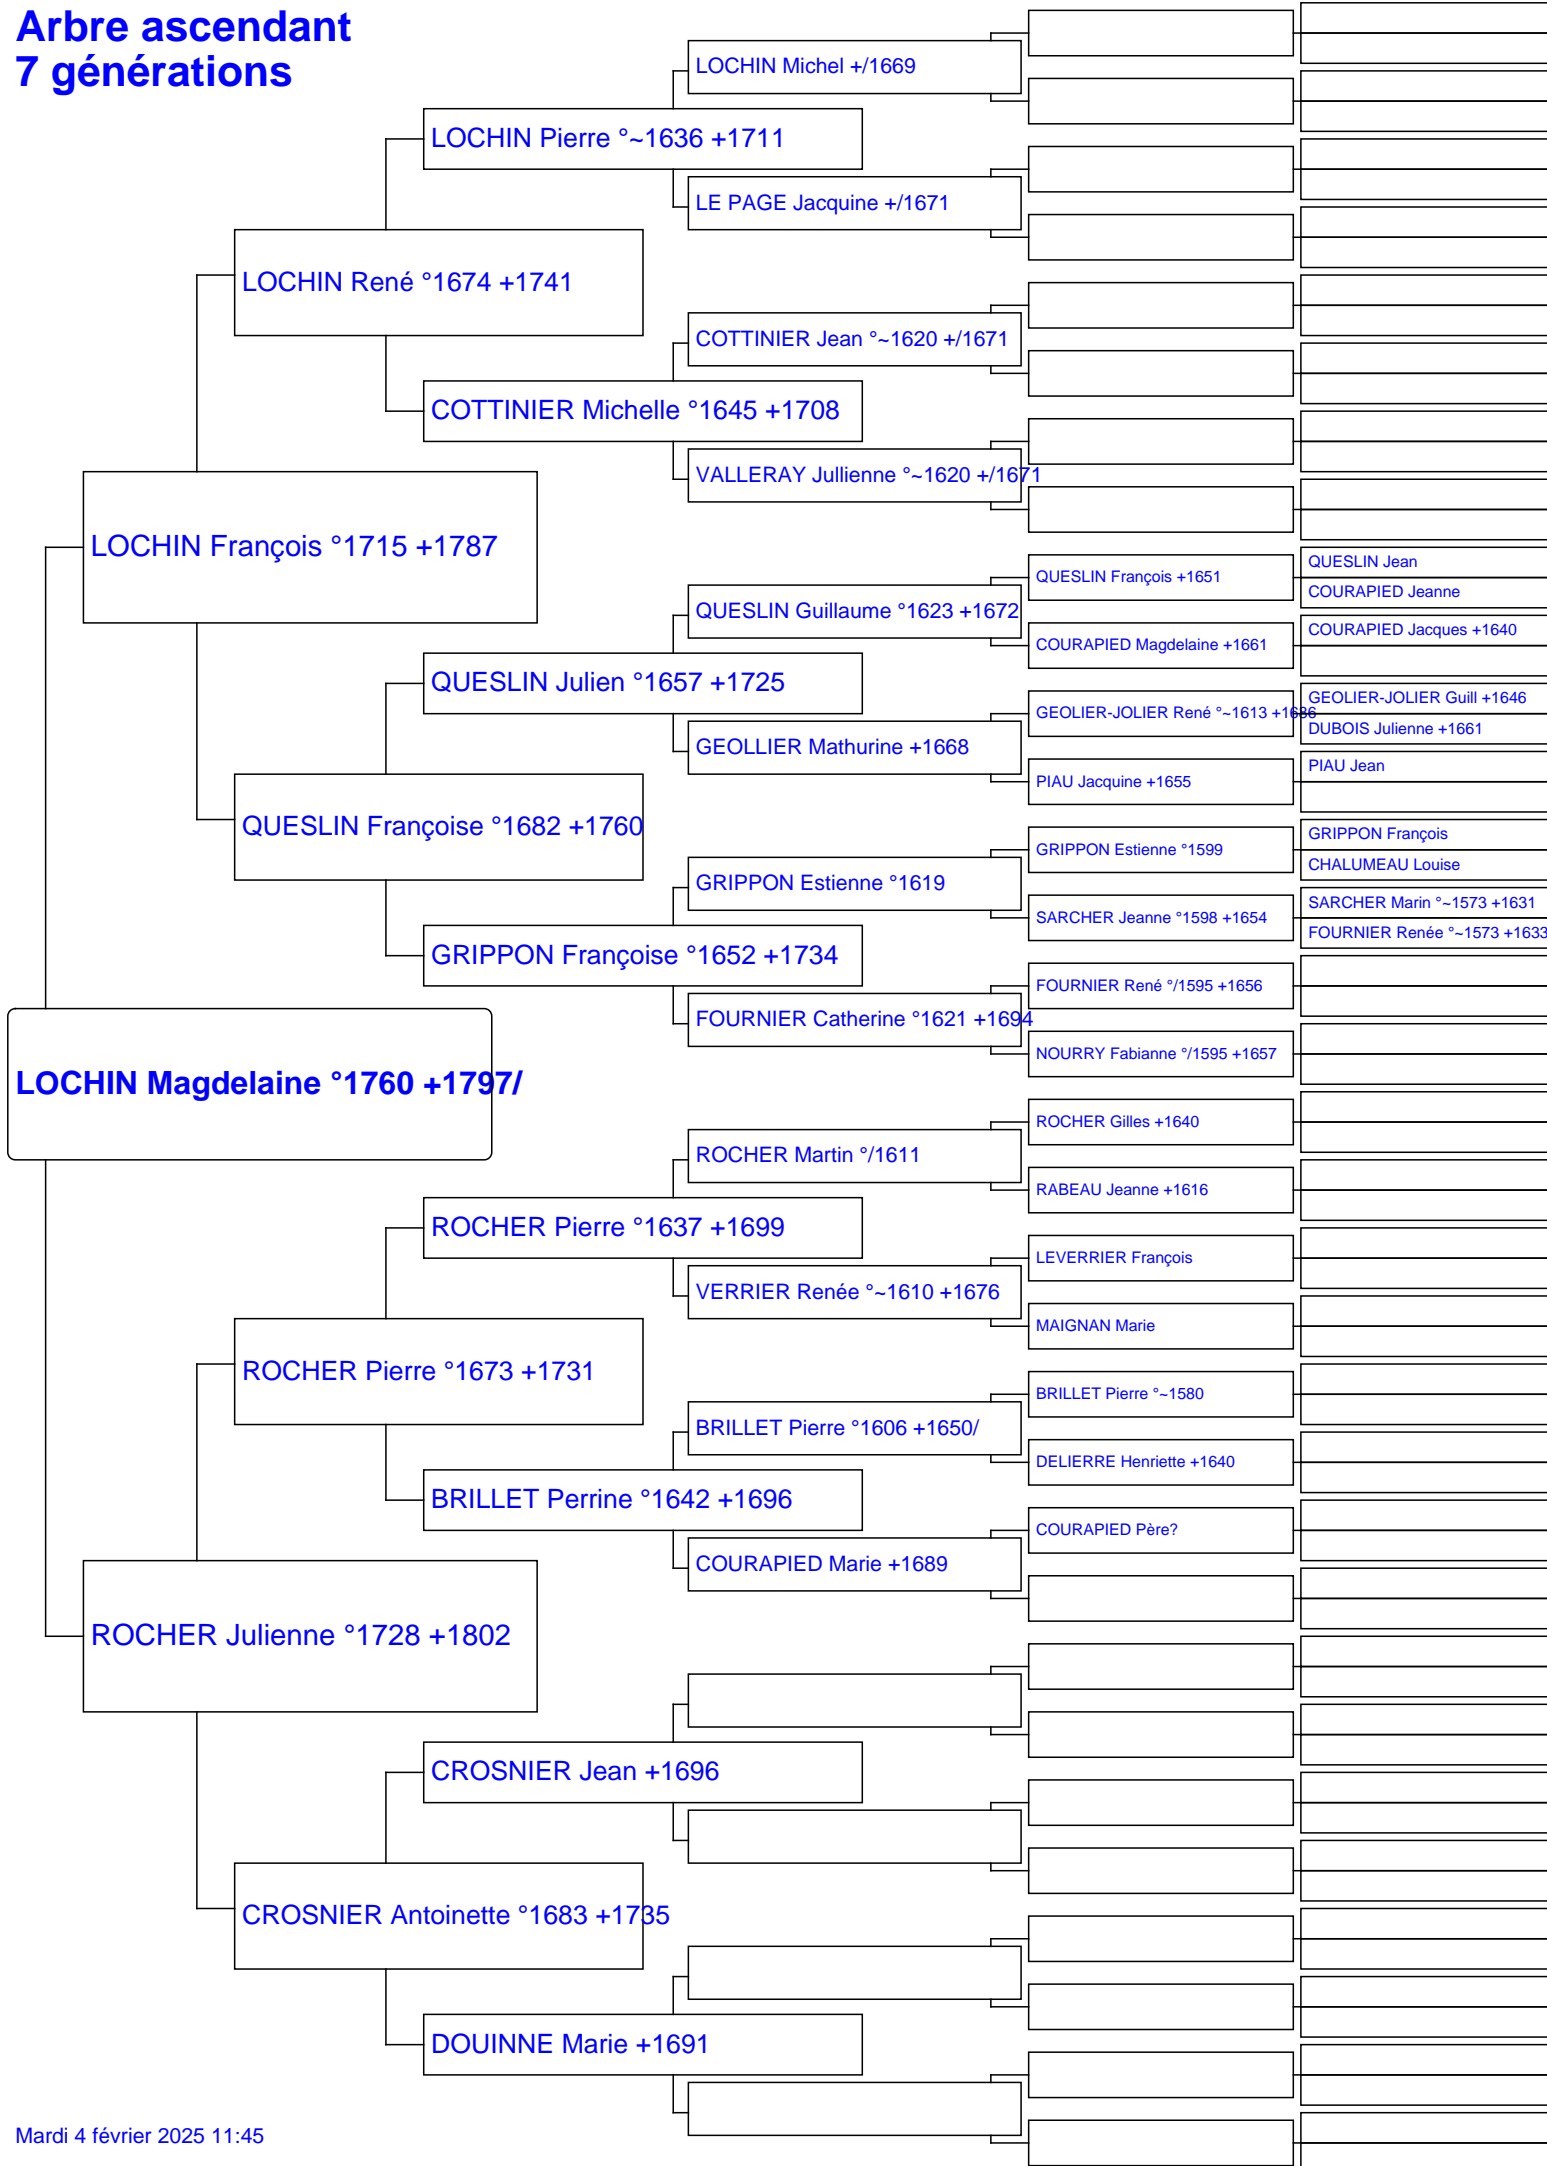 Arbre ascendant
7 générations
LOCHIN Michel +/1669
LOCHIN Pierre °~1636 +1711
LE PAGE Jacquine +/1671
LOCHIN René °1674 +1741
COTTINIER Jean °~1620 +/1671
COTTINIER Michelle °1645 +1708
VALLERAY Jullienne °~1620 +/1671
LOCHIN François °1715 +1787
QUESLIN Jean
QUESLIN François +1651
COURAPIED Jeanne
QUESLIN Guillaume °1623 +1672
COURAPIED Jacques +1640
COURAPIED Magdelaine +1661
QUESLIN Julien °1657 +1725
GEOLIER-JOLIER Guill +1646
GEOLIER-JOLIER René °~1613 +1686
DUBOIS Julienne +1661
GEOLLIER Mathurine +1668
PIAU Jean
PIAU Jacquine +1655
QUESLIN Françoise °1682 +1760
GRIPPON François
GRIPPON Estienne °1599
CHALUMEAU Louise
GRIPPON Estienne °1619
SARCHER Marin °~1573 +1631
SARCHER Jeanne °1598 +1654
FOURNIER Renée °~1573 +1633
GRIPPON Françoise °1652 +1734
FOURNIER René °/1595 +1656
FOURNIER Catherine °1621 +1694
NOURRY Fabianne °/1595 +1657
LOCHIN Magdelaine °1760 +1797/
ROCHER Gilles +1640
ROCHER Martin °/1611
RABEAU Jeanne +1616
ROCHER Pierre °1637 +1699
LEVERRIER François
VERRIER Renée °~1610 +1676
MAIGNAN Marie
ROCHER Pierre °1673 +1731
BRILLET Pierre °~1580
BRILLET Pierre °1606 +1650/
DELIERRE Henriette +1640
BRILLET Perrine °1642 +1696
COURAPIED Père?
COURAPIED Marie +1689
ROCHER Julienne °1728 +1802
CROSNIER Jean +1696
CROSNIER Antoinette °1683 +1735
DOUINNE Marie +1691
Mardi 4 février 2025 11:45